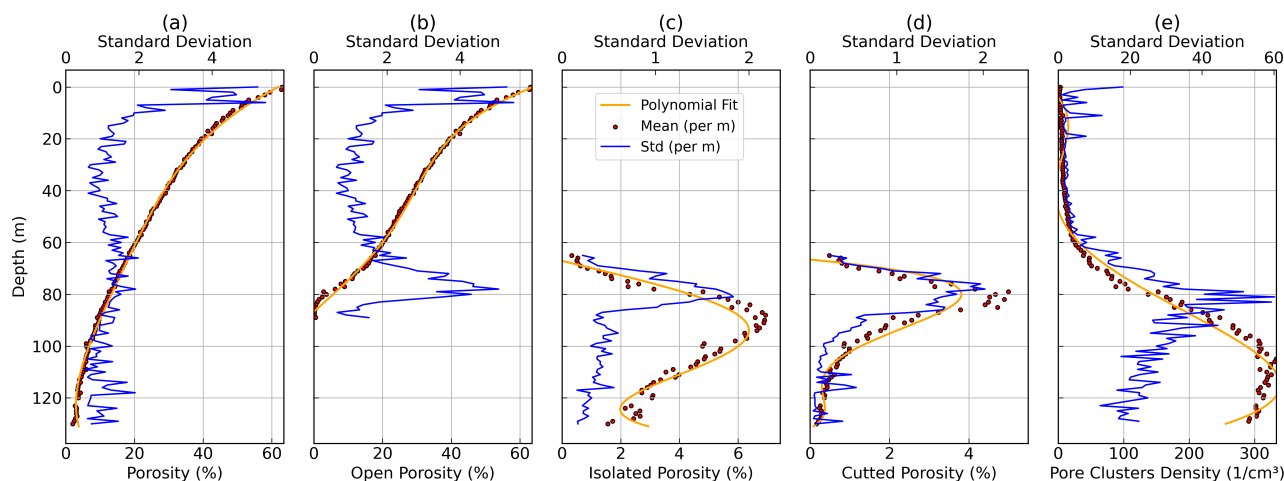 (a)
Standard Deviation
0 2 4
(b)
Standard Deviation
0 2 4
(c)
Standard Deviation
0 1 2
(d)
Standard Deviation
0 1 2
(e)
Standard Deviation
0 20 40 60
Depth (m)
0
20
40
60
80
100
120
Polynomial Fit
Mean (per m)
Std (per m)
0 20 40 60
Porosity (%)
0 20 40 60
Open Porosity (%)
0 2 4 6
Isolated Porosity (%)
0 2 4
Cutted Porosity (%)
0 100 200 300
Pore Clusters Density (1/cm³)